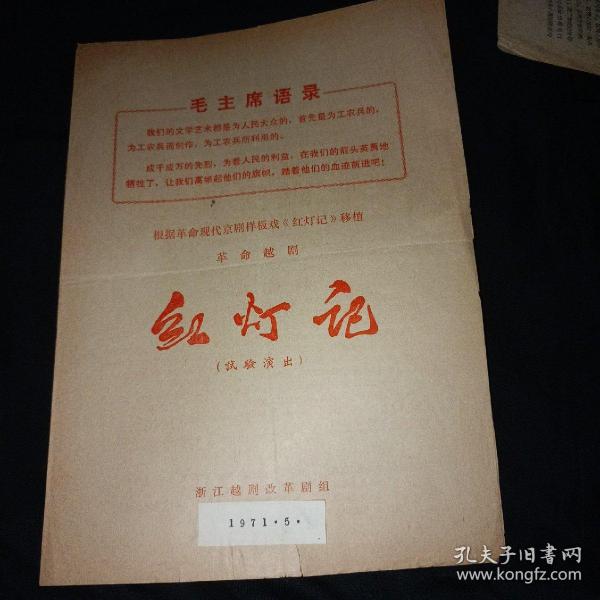 毛主席语录
我们的文学艺术都是为人民大众的，首先是为工农兵的，
为工农兵而创作，为工农兵所利用的。
成千成万的先烈，为着人民的利益，在我们的前头英勇地
牺牲了，让我们高举起他们的旗帜，踏着他们的血迹前进吧！
根据革命现代京剧样板戏《红灯记》移植
革命越剧
红灯记
（试验演出）
浙江越剧改革剧组
1971·5·
孔夫子旧书网
www.kongfz.com